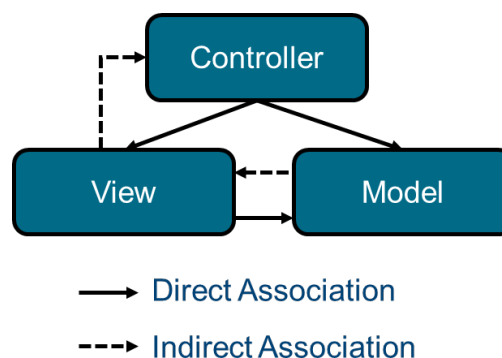 Controller
View
Model
Direct Association
Indirect Association